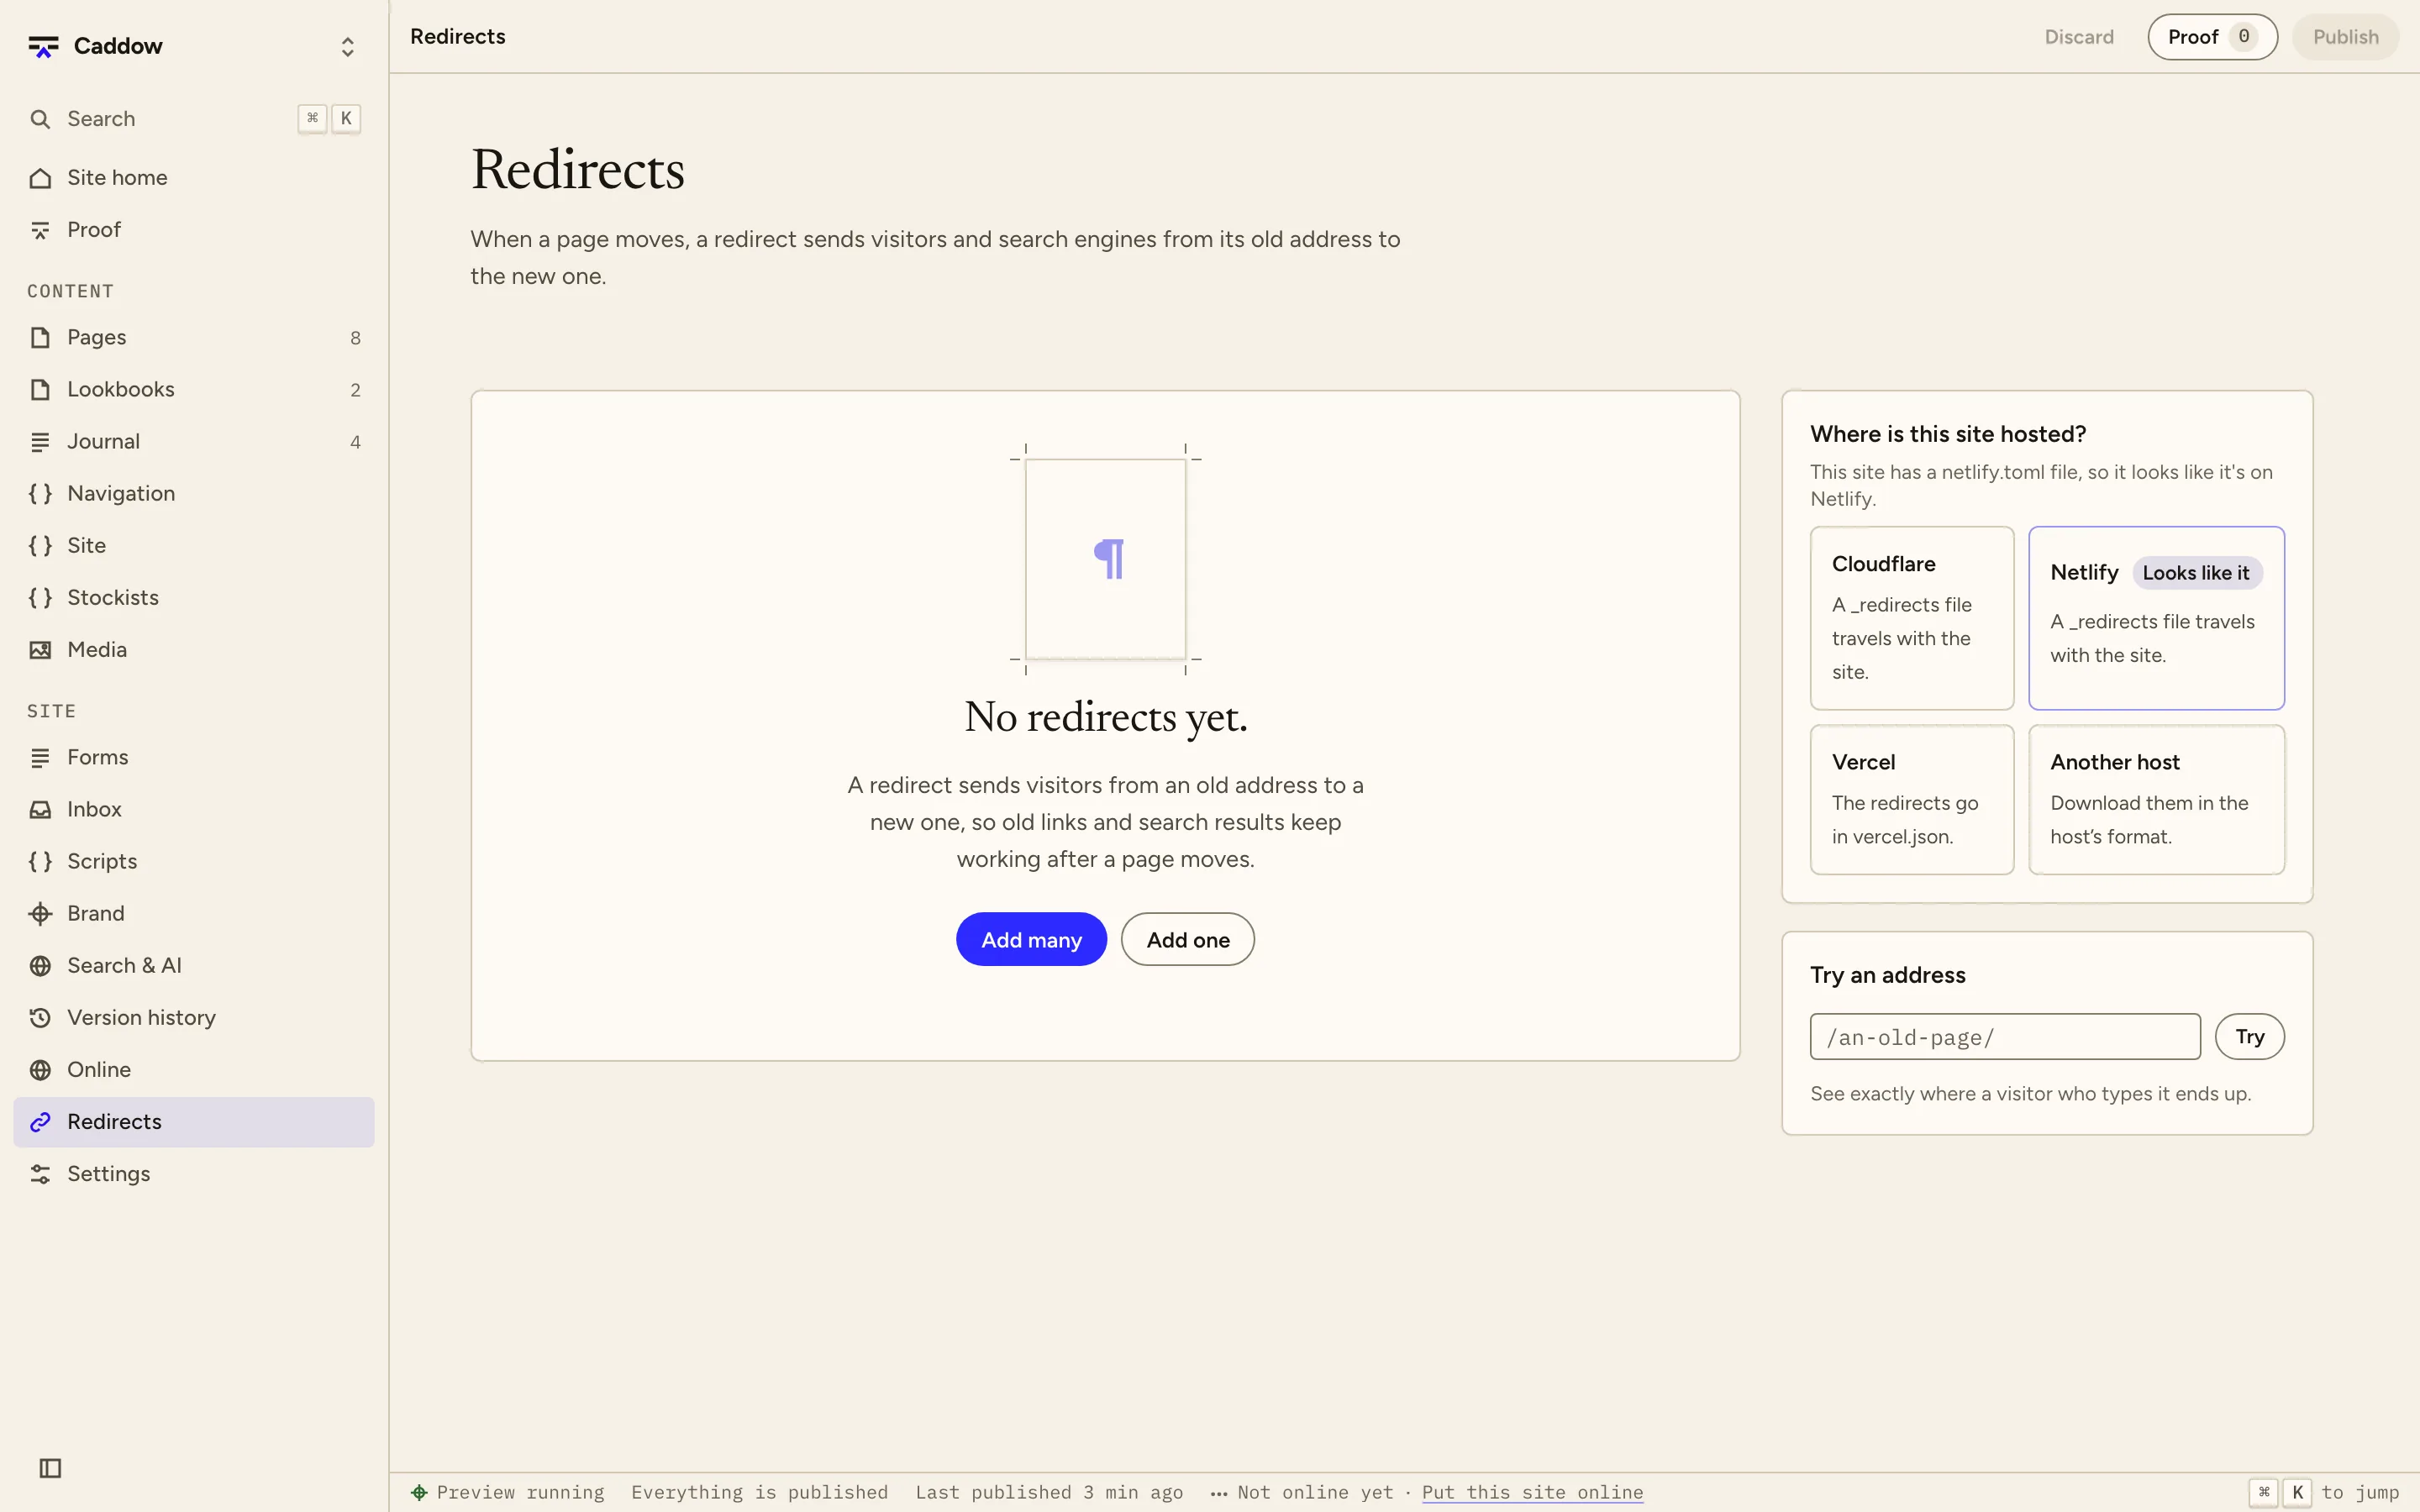 Caddow
Search ⌘ K
Site home
Proof
CONTENT
Pages 8
Lookbooks 2
Journal 4
Navigation
Site
Stockists
Media
SITE
Forms
Inbox
Scripts
Brand
Search & AI
Version history
Online
Redirects
Settings
Redirects
Discard
Proof 0
Publish
Redirects
When a page moves, a redirect sends visitors and search engines from its old address to
the new one.
¶
No redirects yet.
A redirect sends visitors from an old address to a
new one, so old links and search results keep
working after a page moves.
Add many
Add one
Where is this site hosted?
This site has a netlify.toml file, so it looks like it's on
Netlify.
Cloudflare
A _redirects file
travels with the
site.
Netlify Looks like it
A _redirects file travels
with the site.
Vercel
The redirects go
in vercel.json.
Another host
Download them in the
host’s format.
Try an address
/an-old-page/
Try
See exactly where a visitor who types it ends up.
Preview running
Everything is published
Last published 3 min ago
Not online yet · Put this site online
⌘ K to jump